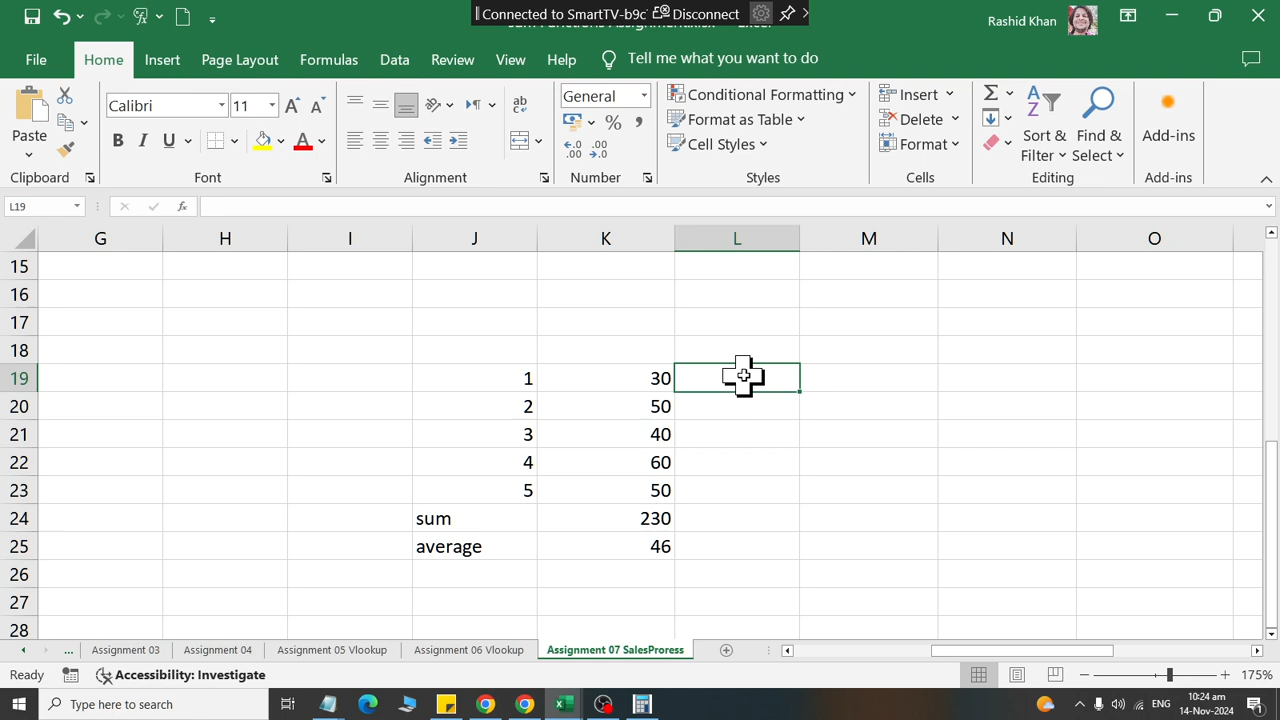 Connected to SmartTV-b9c Disconnect
Rashid Khan
File Home Insert Page Layout Formulas Data Review View Help Tell me what you want to do
Paste
Calibri 11
B I U
ab
c
General
% ,
Conditional Formatting
Format as Table
Cell Styles
Insert
Delete
Format
Sort & Filter
Find & Select
Add-ins
Clipboard Font Alignment Number Styles Cells Editing Add-ins
L19 fx
G H I J K L M N O
15
16
17
18
19 1 30
20 2 50
21 3 40
22 4 60
23 5 50
24 sum 230
25 average 46
26
27
28
... Assignment 03 Assignment 04 Assignment 05 Vlookup Assignment 06 Vlookup Assignment 07 SalesProress
Ready Accessibility: Investigate 175%
Type here to search
ENG
10:24 am
14-Nov-2024